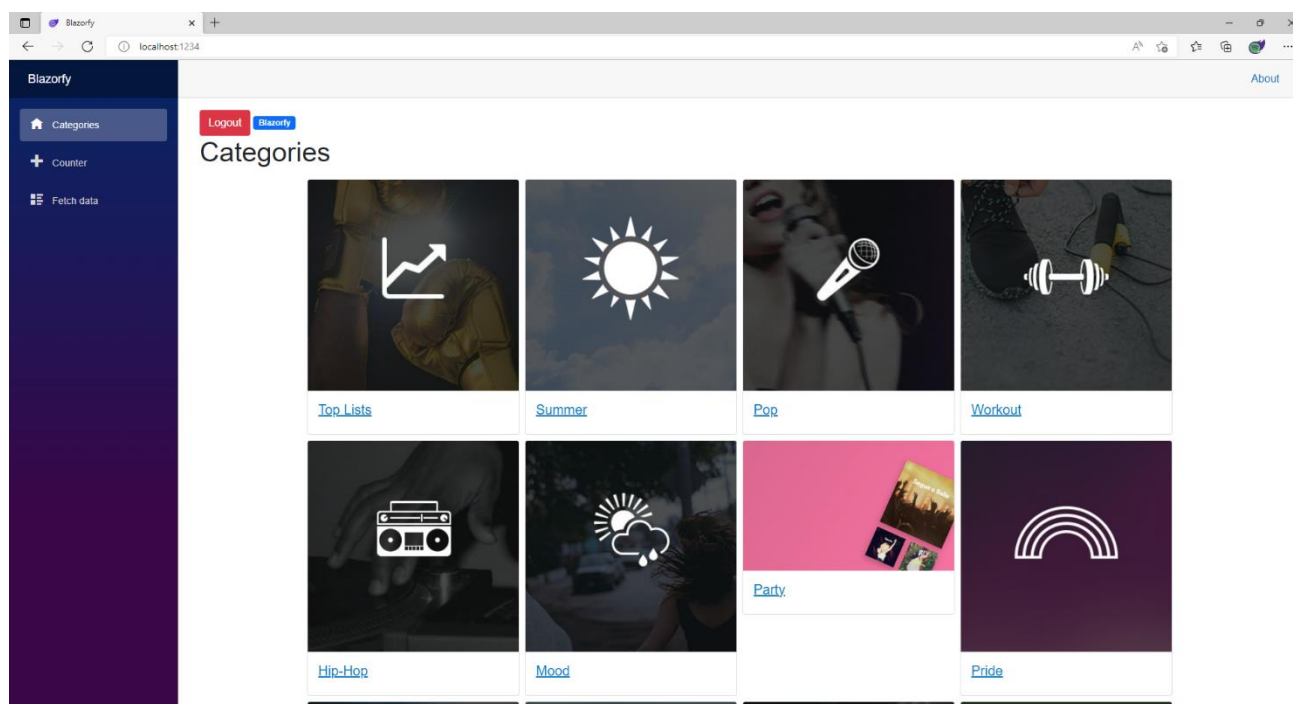 Blazorfy
localhost:1234
Blazorfy
About
Categories
Counter
Fetch data
Logout Blazorfy
Categories
Top Lists
Summer
Pop
Workout
Hip-Hop
Mood
Party
Pride